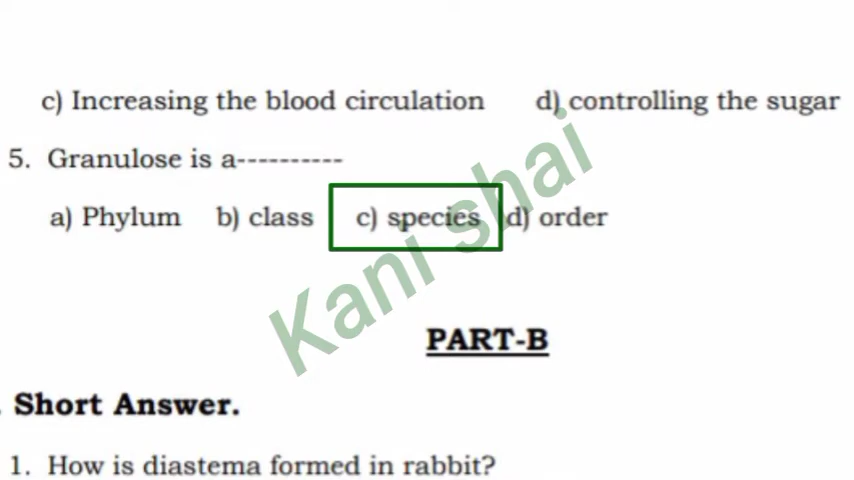 c) Increasing the blood circulation d) controlling the sugar
5. Granulose is a----------
a) Phylum b) class c) species d) order
Kani shai
PART-B
. Short Answer.
1. How is diastema formed in rabbit?